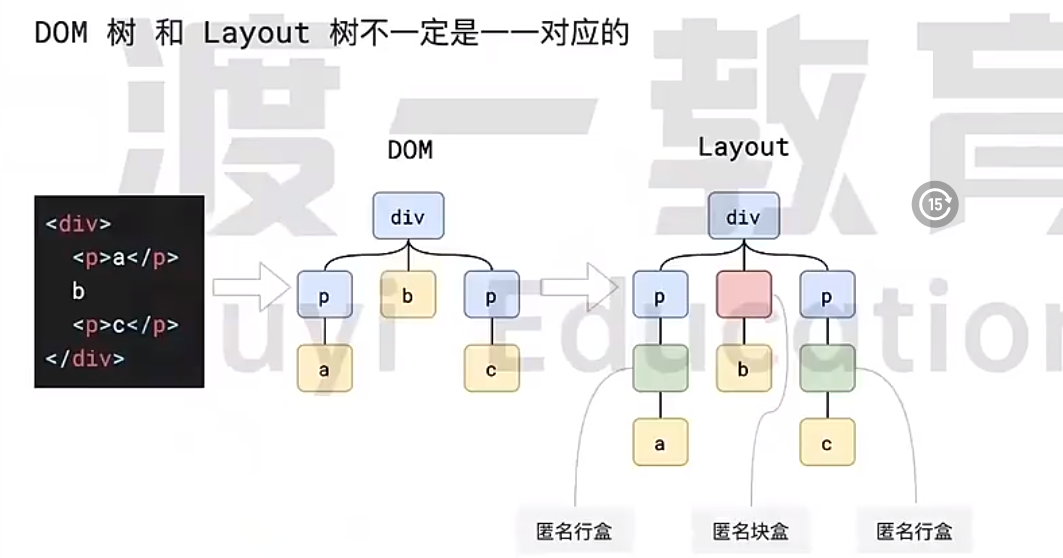 DOM 树 和 Layout 树不一定是一一对应的
渡一教育
Duyi Education
DOM
Layout
15
<div>
<p>a</p>
b
<p>c</p>
</div>
div
p
b
p
a
c
div
p
p
b
a
c
匿名行盒
匿名块盒
匿名行盒